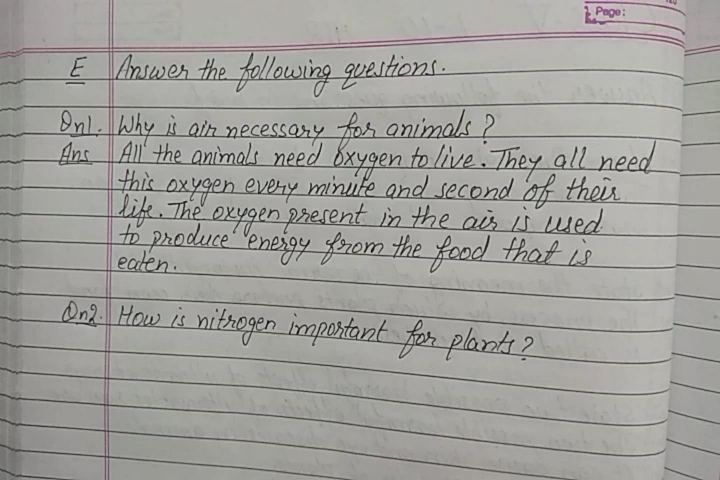 Page:
E Answer the following questions.
Qn1. Why is air necessary for animals?
Ans All the animals need oxygen to live. They all need
this oxygen every minute and second of their
life. The oxygen present in the air is used
to produce energy from the food that is
eaten.
Qn2. How is nitrogen important for plants?